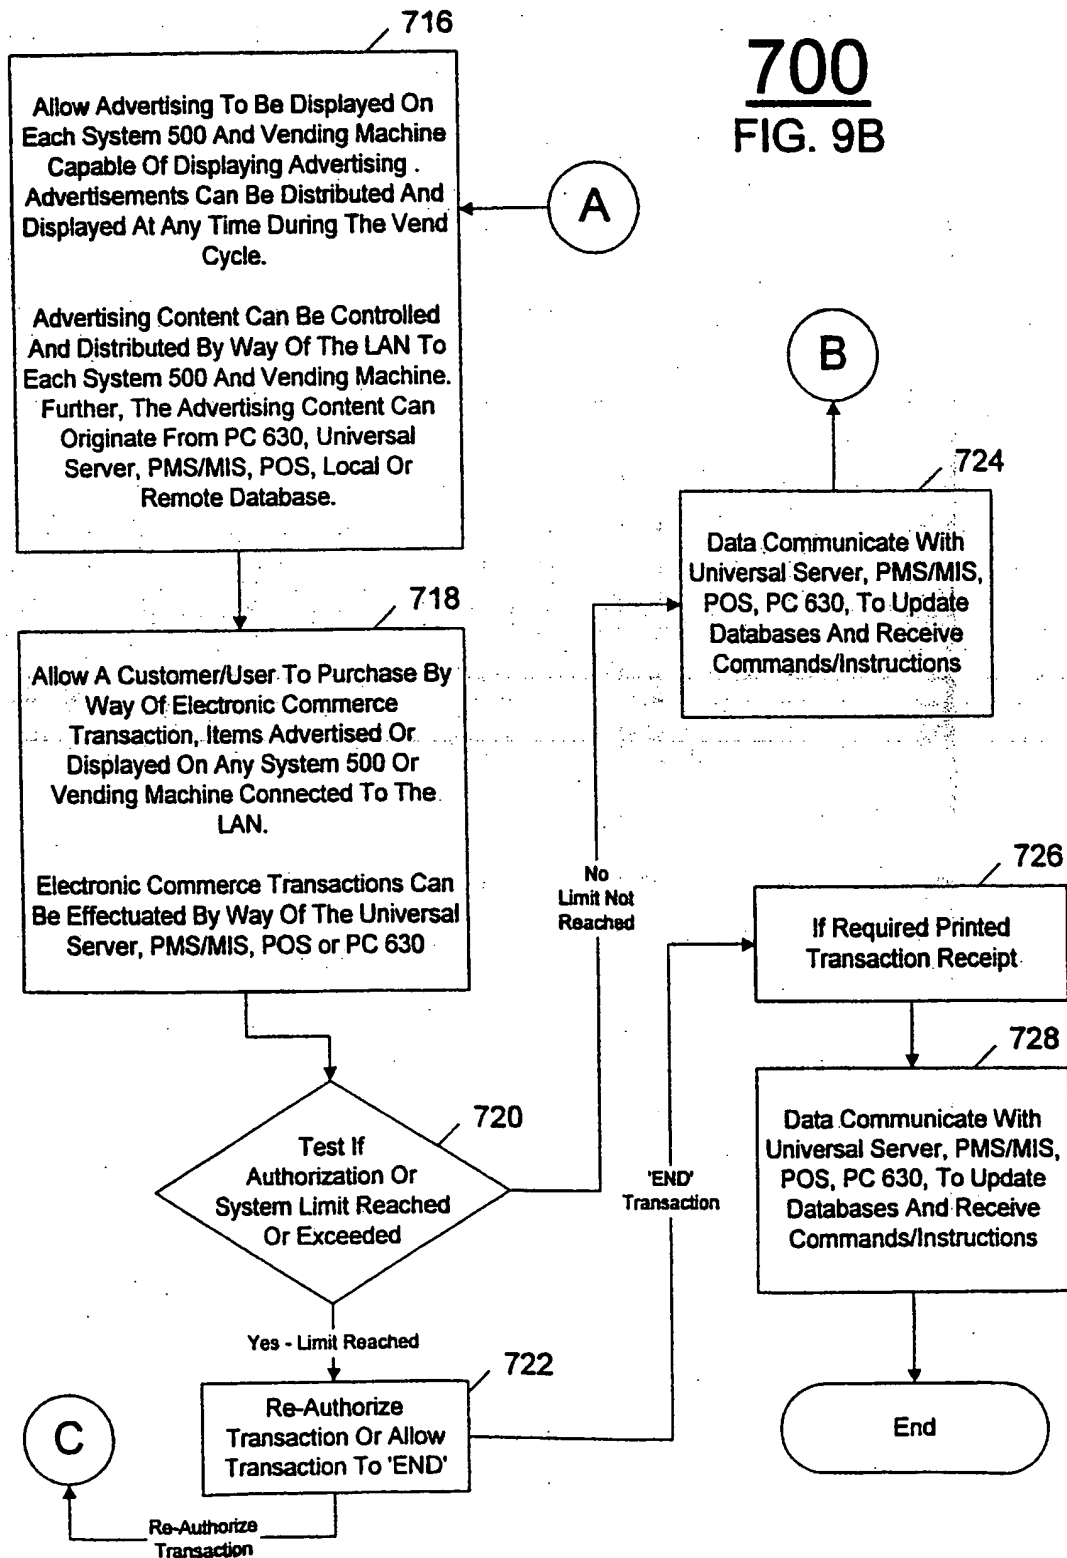 716
700
FIG. 9B
Allow Advertising To Be Displayed On
Each System 500 And Vending Machine
Capable Of Displaying Advertising .
Advertisements Can Be Distributed And
Displayed At Any Time During The Vend
Cycle.
Advertising Content Can Be Controlled
And Distributed By Way Of The LAN To
Each System 500 And Vending Machine.
Further, The Advertising Content Can
Originate From PC 630, Universal
Server, PMS/MIS, POS, Local Or
Remote Database.
A
B
724
Data Communicate With
Universal Server, PMS/MIS,
POS, PC 630, To Update
Databases And Receive
Commands/Instructions
718
Allow A Customer/User To Purchase By
Way Of Electronic Commerce
Transaction, Items Advertised Or
Displayed On Any System 500 Or
Vending Machine Connected To The
LAN.
Electronic Commerce Transactions Can
Be Effectuated By Way Of The Universal
Server, PMS/MIS, POS or PC 630
No
Limit Not
Reached
726
If Required Printed
Transaction Receipt
728
Data Communicate With
Universal Server, PMS/MIS,
POS, PC 630, To Update
Databases And Receive
Commands/Instructions
720
Test If
Authorization Or
System Limit Reached
Or Exceeded
'END'
Transaction
Yes - Limit Reached
722
Re-Authorize
Transaction Or Allow
Transaction To 'END'
End
C
Re-Authorize
Transaction